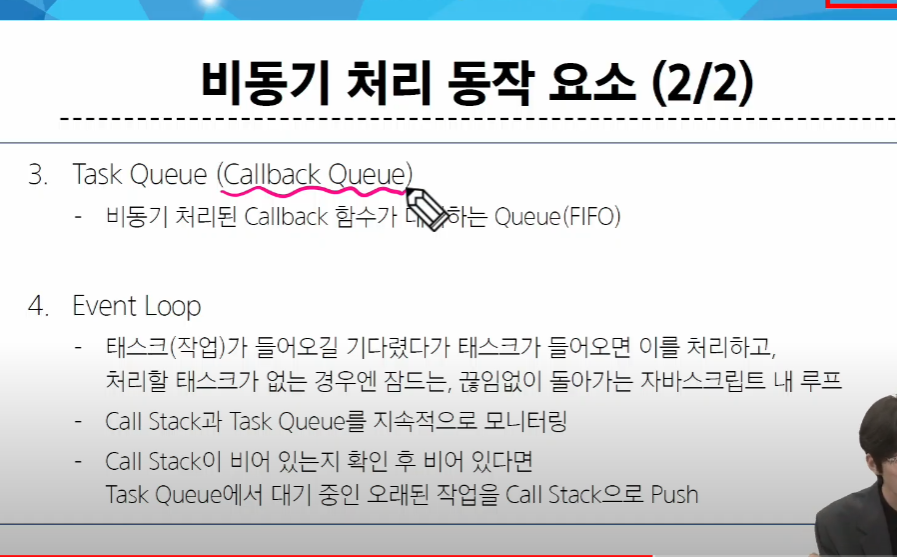 비동기 처리 동작 요소 (2/2)
3. Task Queue (Callback Queue)
- 비동기 처리된 Callback 함수가 하는 Queue(FIFO)
4. Event Loop
- 태스크(작업)가 들어오길 기다렸다가 태스크가 들어오면 이를 처리하고,
처리할 태스크가 없는 경우엔 잠드는, 끊임없이 돌아가는 자바스크립트 내 루프
- Call Stack과 Task Queue를 지속적으로 모니터링
- Call Stack이 비어 있는지 확인 후 비어 있다면
Task Queue에서 대기 중인 오래된 작업을 Call Stack으로 Push